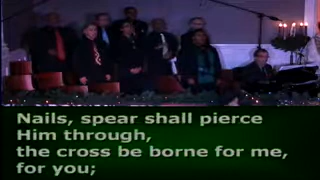 Nails, spear shall pierce
Him through,
the cross be borne for me,
for you;